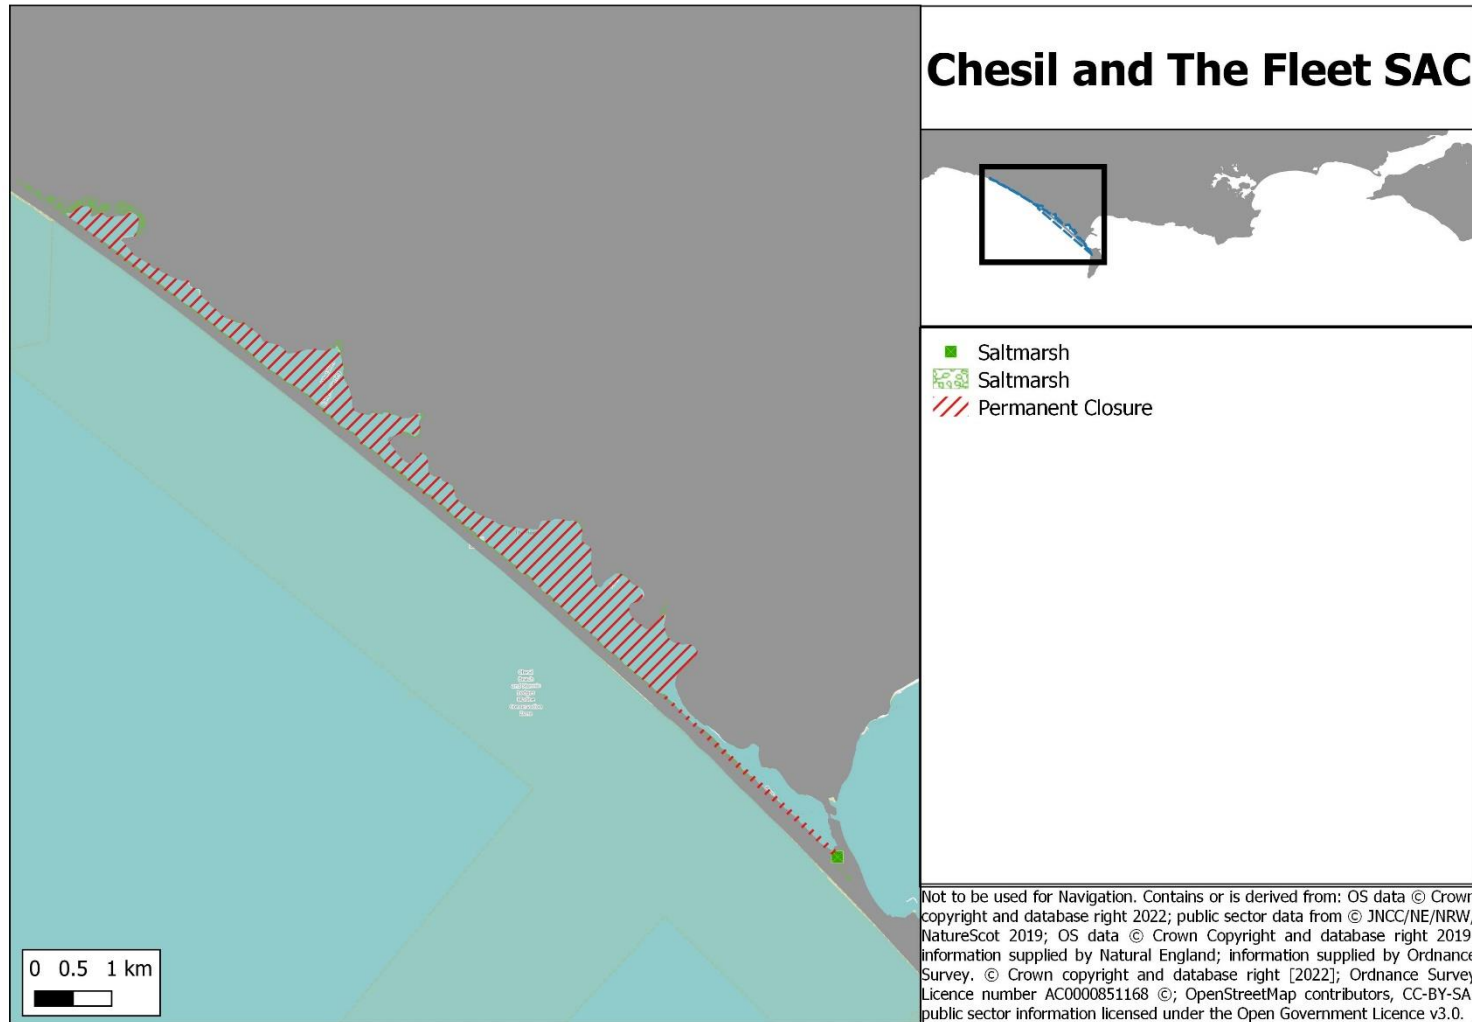 Chesil and The Fleet SAC
Saltmarsh
Saltmarsh
Permanent Closure
Chesil
Beach
Conservation
Zone
0 0.5 1 km
Not to be used for Navigation. Contains or is derived from: OS data © Crown
copyright and database right 2022; public sector data from © JNCC/NE/NRW/
NatureScot 2019; OS data © Crown Copyright and database right 2019
information supplied by Natural England; information supplied by Ordnance
Survey. © Crown copyright and database right [2022]; Ordnance Survey
Licence number AC0000851168 ©; OpenStreetMap contributors, CC-BY-SA
public sector information licensed under the Open Government Licence v3.0.